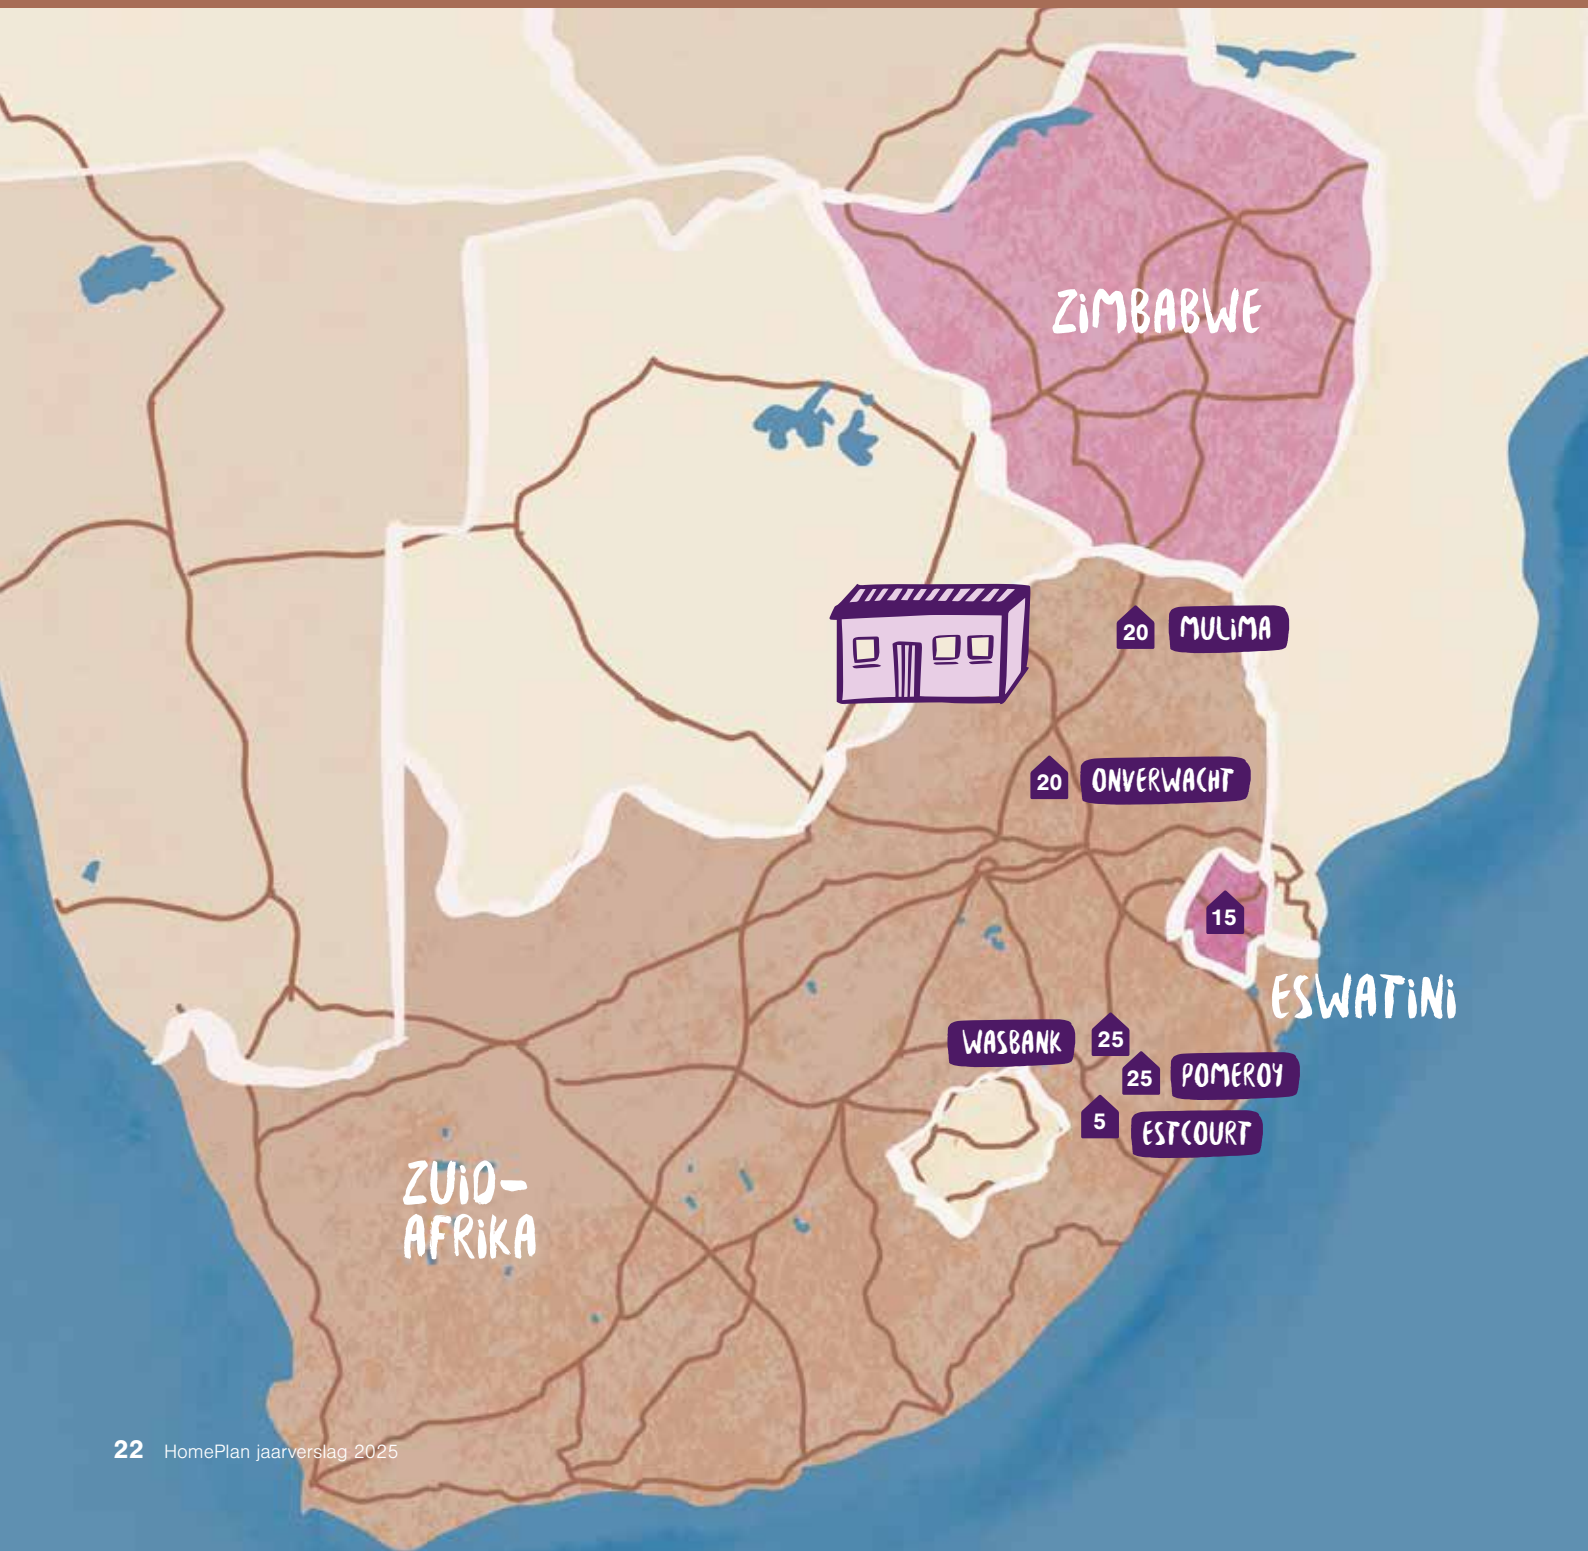 ZiMBABWE
20 MULiMA
20 ONVERWACHT
15
ESWATiNi
WASBANK 25
25 POMEROY
5 ESTCOURT
ZUiD-
AFRiKA
22 HomePlan jaarverslag 2025